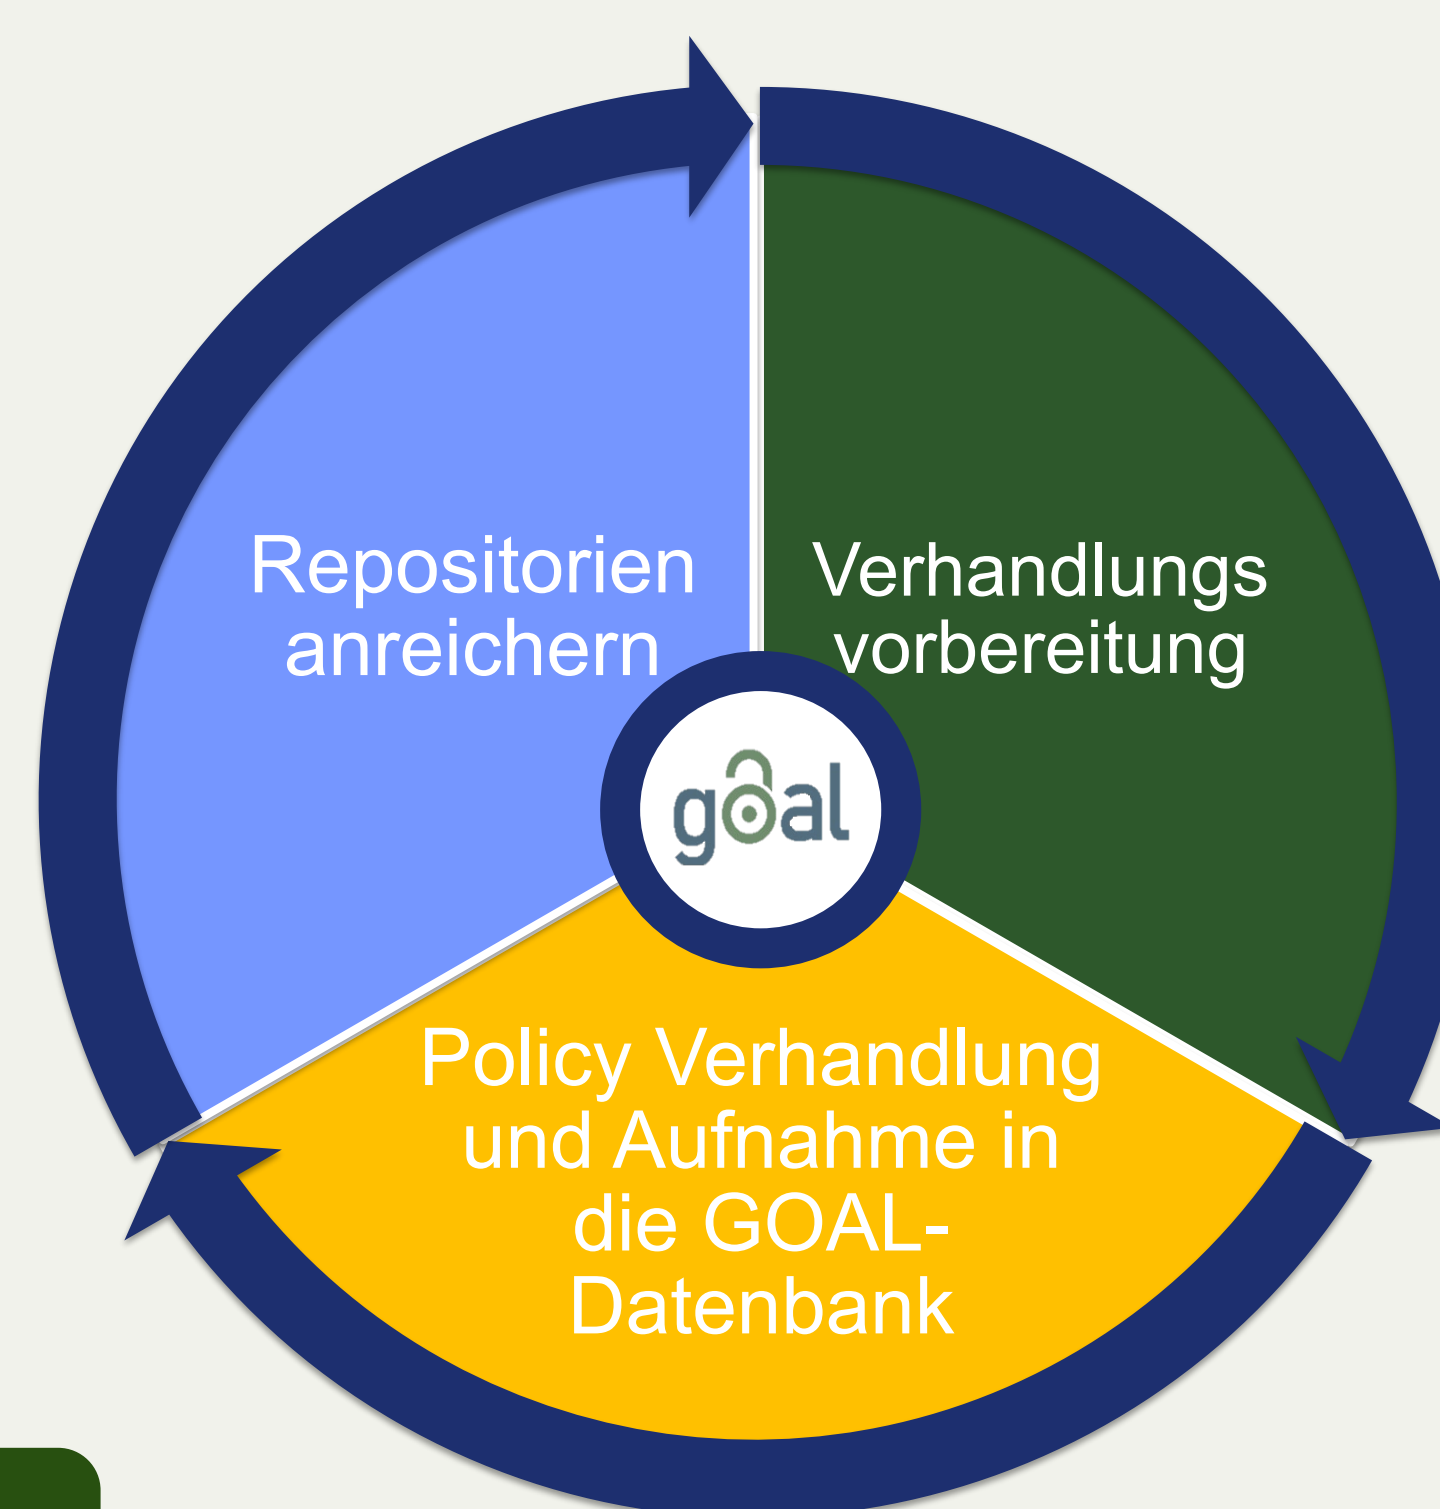 Repositorien
anreichern
Verhandlungs
vorbereitung
goal
Policy Verhandlung
und Aufnahme in
die GOAL-
Datenbank